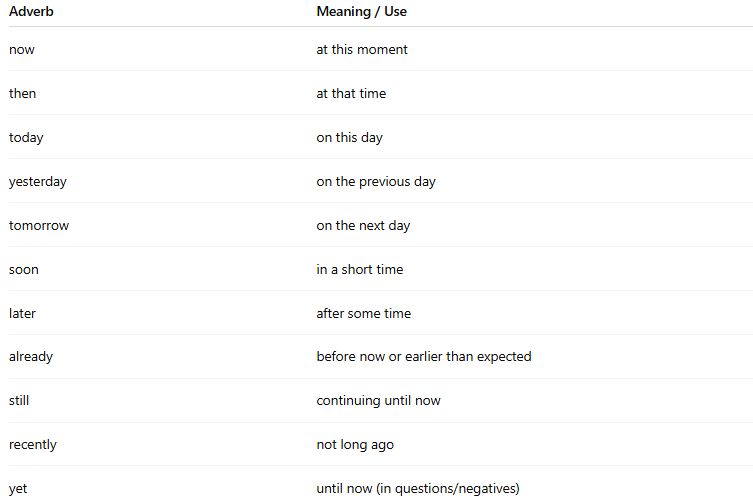 Adverb Meaning / Use
now at this moment
then at that time
today on this day
yesterday on the previous day
tomorrow on the next day
soon in a short time
later after some time
already before now or earlier than expected
still continuing until now
recently not long ago
yet until now (in questions/negatives)